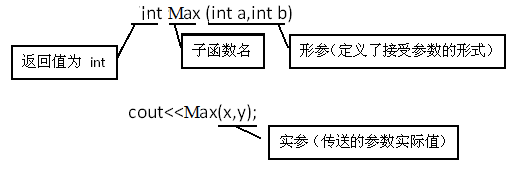 int Max (int a,int b)
返回值为 int
子函数名
形参（定义了接受参数的形式）
cout<<Max(x,y);
实参（传送的参数实际值）